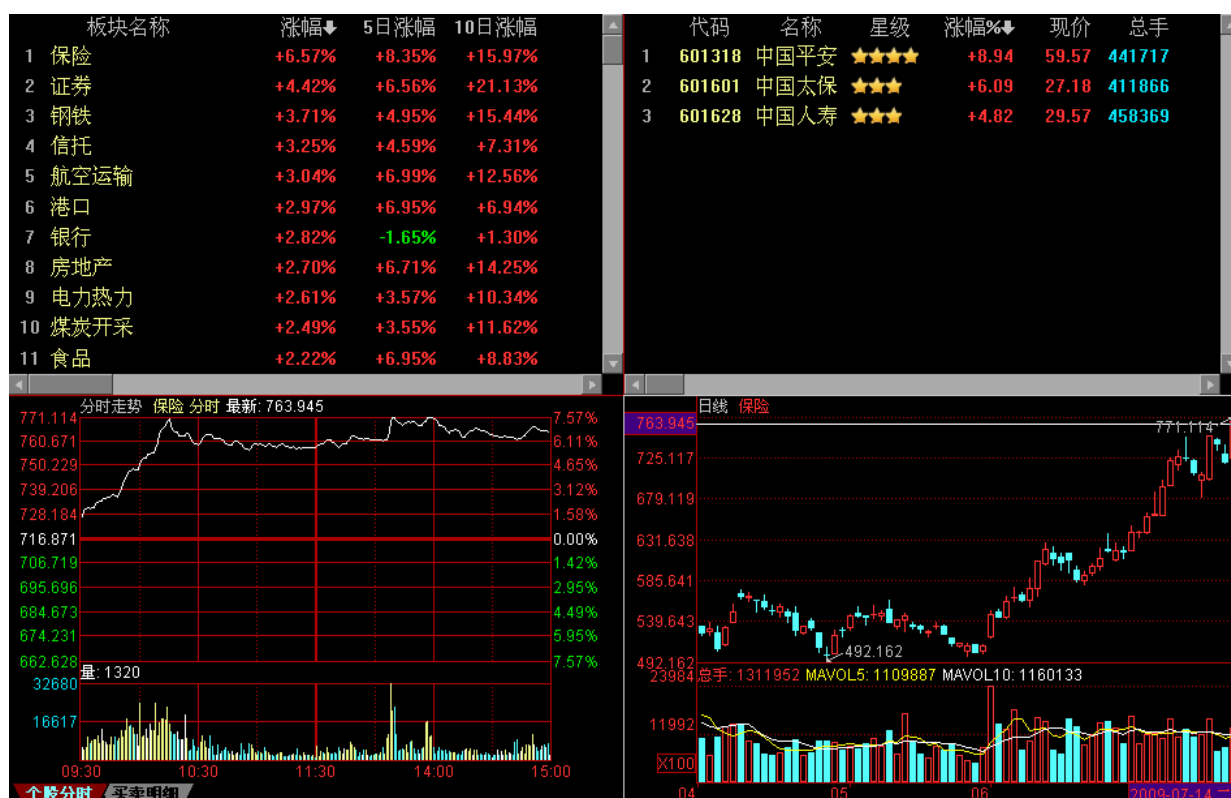 板块名称 涨幅 5日涨幅 10日涨幅
1 保险 +6.57% +8.35% +15.97%
2 证券 +4.42% +6.56% +21.13%
3 钢铁 +3.71% +4.95% +15.44%
4 信托 +3.25% +4.59% +7.31%
5 航空运输 +3.04% +6.99% +12.56%
6 港口 +2.97% +6.95% +6.94%
7 银行 +2.82% -1.65% +1.30%
8 房地产 +2.70% +6.71% +14.25%
9 电力热力 +2.61% +3.57% +10.34%
10 煤炭开采 +2.49% +3.55% +11.62%
11 食品 +2.22% +6.95% +8.83%
代码 名称 星级 涨幅% 现价 总手
1 601318 中国平安 +8.94 59.57 441717
2 601601 中国太保 +6.09 27.18 411866
3 601628 中国人寿 +4.82 29.57 458369
分时走势 保险 分时 最新: 763.945
771.114 7.57%
760.671 6.11%
750.229 4.65%
739.206 3.12%
728.184 1.58%
716.871 0.00%
706.719 1.42%
695.696 2.95%
684.673 4.49%
674.231 5.95%
662.628 7.57%
量: 1320
32680
16617
09:30 10:30 11:30 14:00 15:00
个股分时 买卖明细
日线 保险
763.945
771.114
725.117
679.119
631.638
585.641
539.643
492.162
492.162
23984 总手: 1311952 MAVOL5: 1109887 MAVOL10: 1160133
11992
X100
04 05 06 2009-07-14 二